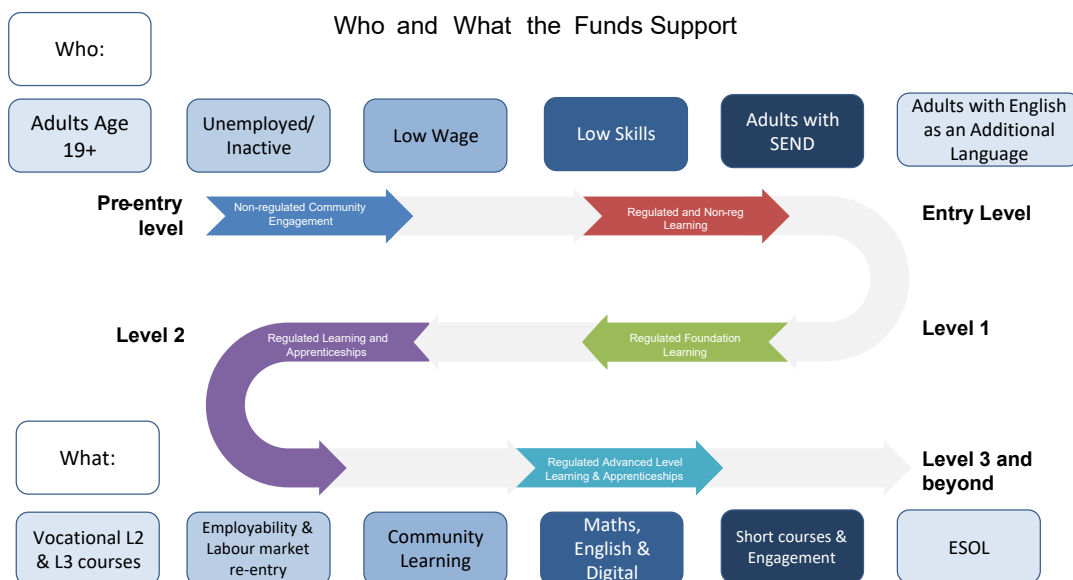 Who and What the Funds Support
Who:
Adults Age
19+
Unemployed/
Inactive
Low Wage
Low Skills
Adults with
SEND
Adults with English
as an Additional
Language
Pre-entry
level
Non-regulated Community
Engagement
Regulated and Non-reg
Learning
Entry Level
Level 2
Regulated Learning and
Apprenticeships
Regulated Foundation
Learning
Level 1
What:
Regulated Advanced Level
Learning & Apprenticeships
Level 3 and
beyond
Vocational L2
& L3 courses
Employability &
Labour market
re-entry
Community
Learning
Maths,
English &
Digital
Short courses &
Engagement
ESOL